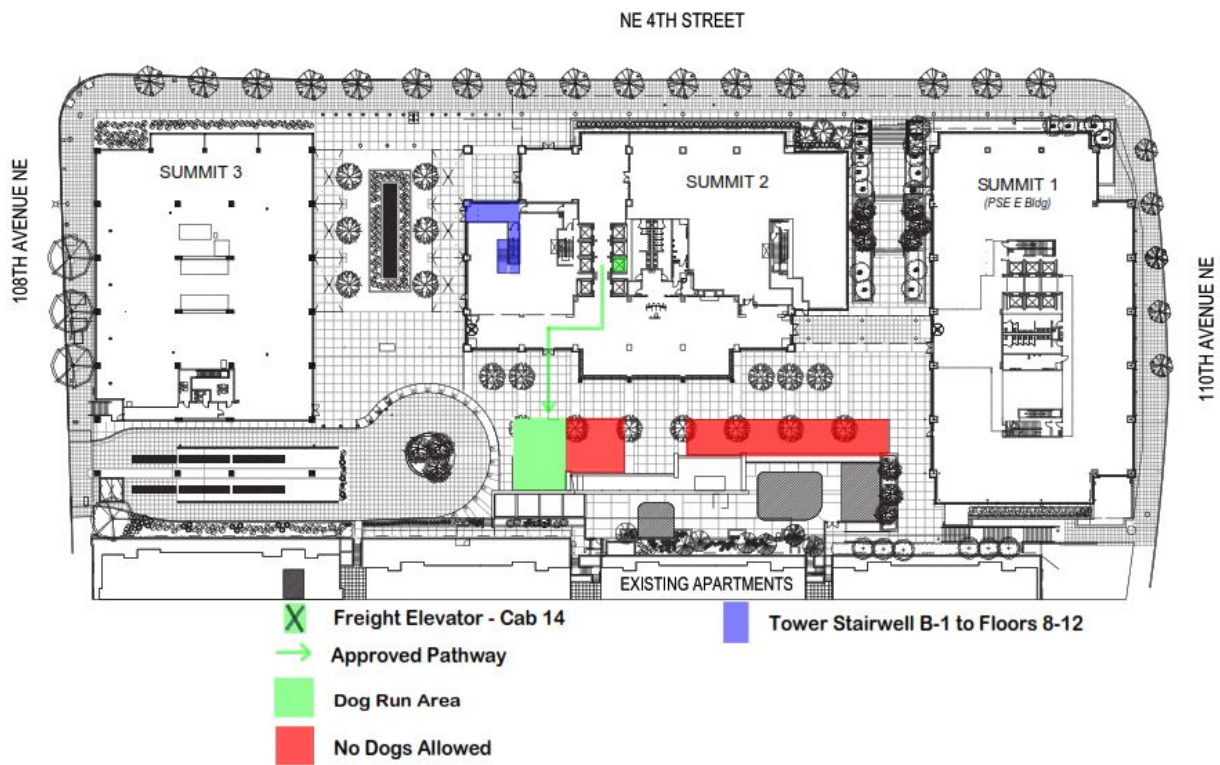 NE 4TH STREET
108TH AVENUE NE
SUMMIT 3
SUMMIT 2
SUMMIT 1
(PSE E Bldg)
110TH AVENUE NE
EXISTING APARTMENTS
Freight Elevator - Cab 14
Tower Stairwell B-1 to Floors 8-12
Approved Pathway
Dog Run Area
No Dogs Allowed